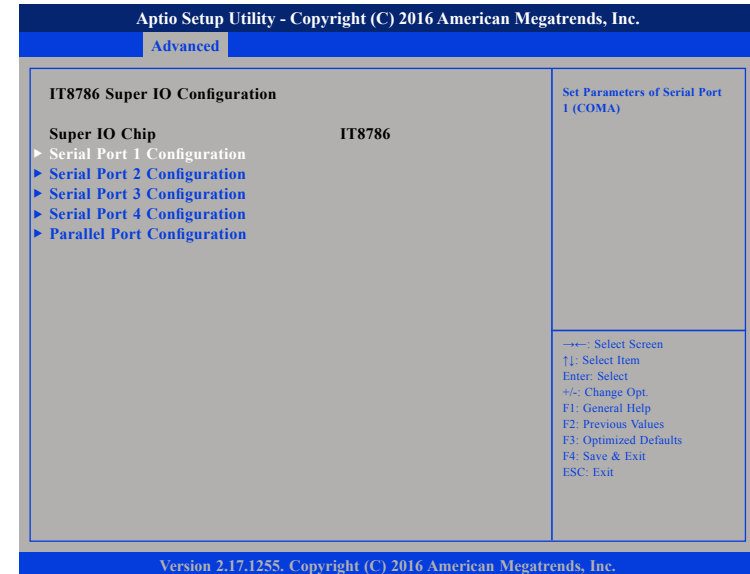 Aptio Setup Utility - Copyright (C) 2016 American Megatrends, Inc.
Advanced
IT8786 Super IO Configuration
Super IO Chip IT8786
► Serial Port 1 Configuration
► Serial Port 2 Configuration
► Serial Port 3 Configuration
► Serial Port 4 Configuration
► Parallel Port Configuration
Set Parameters of Serial Port
1 (COMA)
→←: Select Screen
↑↓: Select Item
Enter: Select
+/-: Change Opt.
F1: General Help
F2: Previous Values
F3: Optimized Defaults
F4: Save & Exit
ESC: Exit
Version 2.17.1255. Copyright (C) 2016 American Megatrends, Inc.